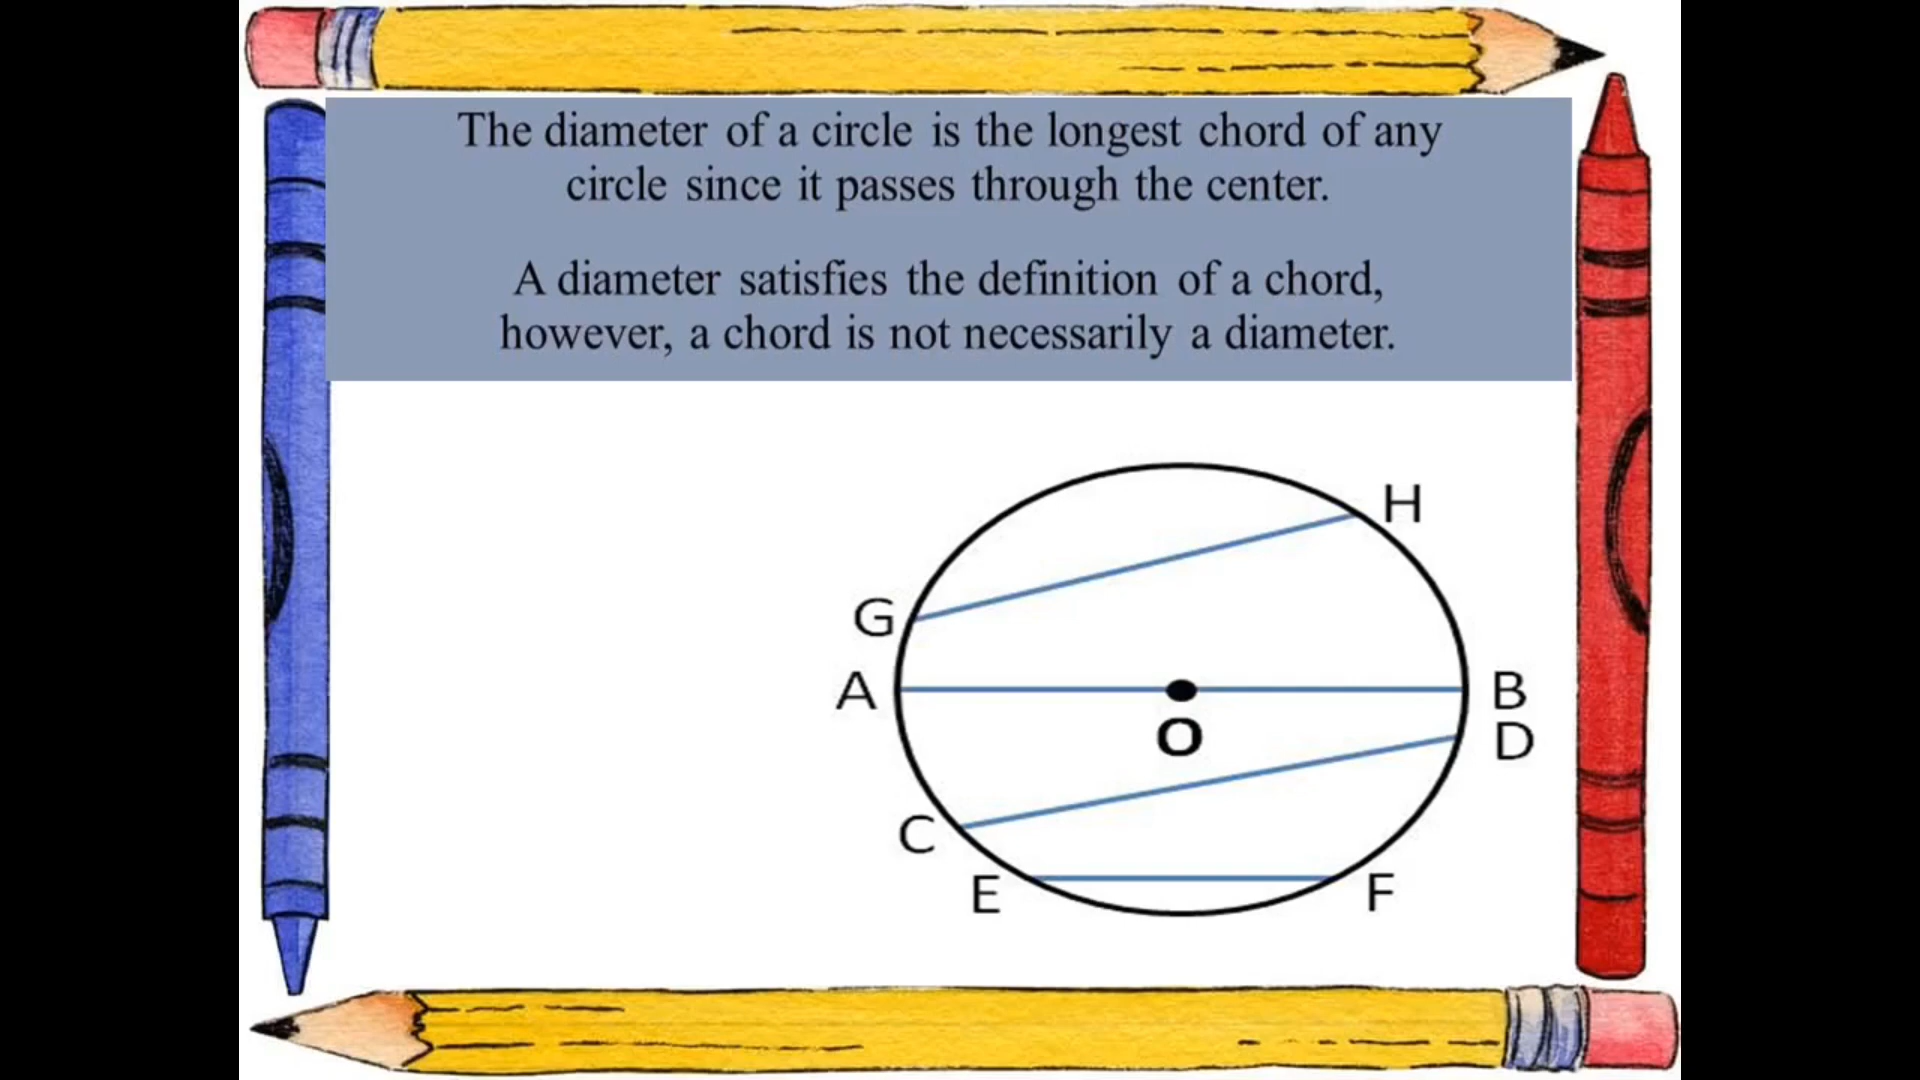 The diameter of a circle is the longest chord of any
circle since it passes through the center.
A diameter satisfies the definition of a chord,
however, a chord is not necessarily a diameter.
H
G
A
B
O
D
C
E
F